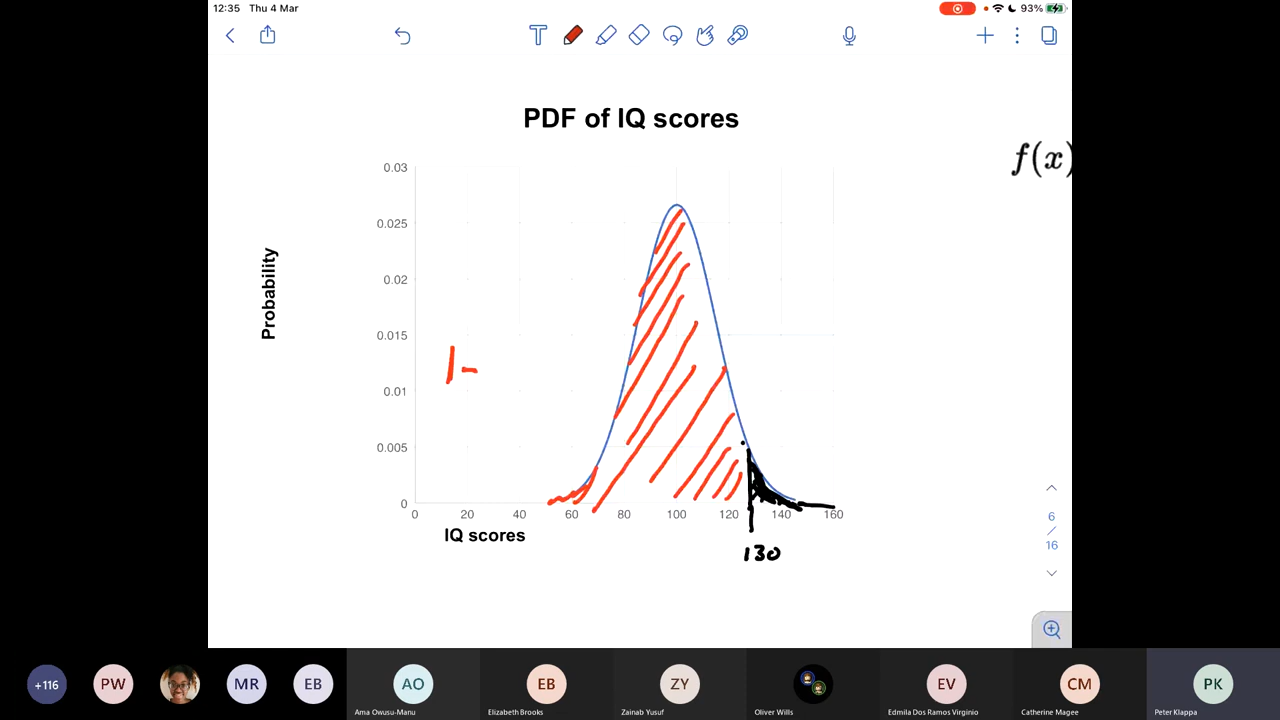 12:35 Thu 4 Mar
93%
T
PDF of IQ scores
f(x)
Probability
0.03
0.025
0.02
0.015
0.01
0.005
0
1-
0 20 40 60 80 100 120 140 160
IQ scores
130
6
/
16
+116
PW
MR
EB
AO
Ama Owusu-Manu
EB
Elizabeth Brooks
ZY
Zainab Yusuf
Oliver Wills
EV
Edmila Dos Ramos Virginio
CM
Catherine Magee
PK
Peter Klappa